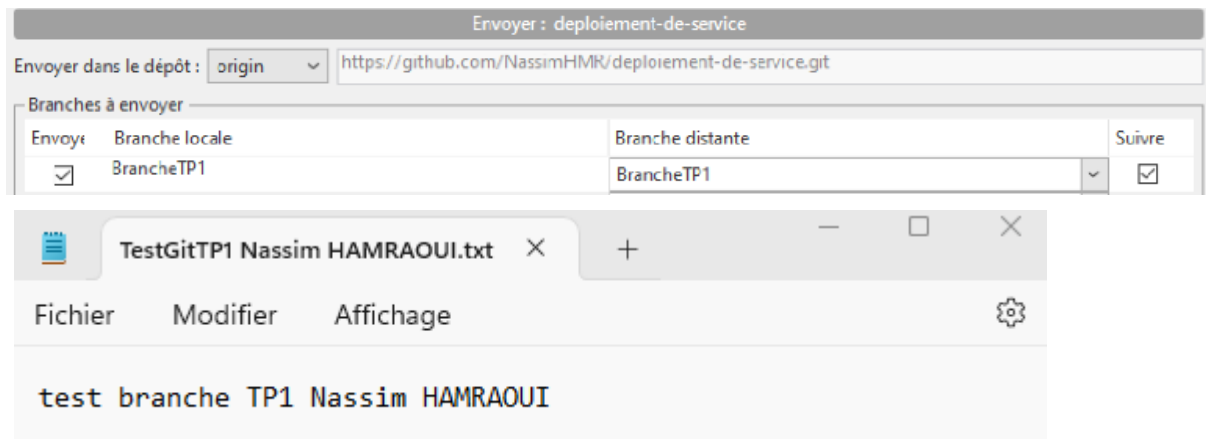 Envoyer : deploiement-de-service
Envoyer dans le dépôt : origin https://github.com/NassimHMR/deploiement-de-service.git
Branches à envoyer
Envoye Branche locale Branche distante Suivre
BrancheTP1 BrancheTP1
TestGitTP1 Nassim HAMRAOUI.txt
Fichier Modifier Affichage
test branche TP1 Nassim HAMRAOUI